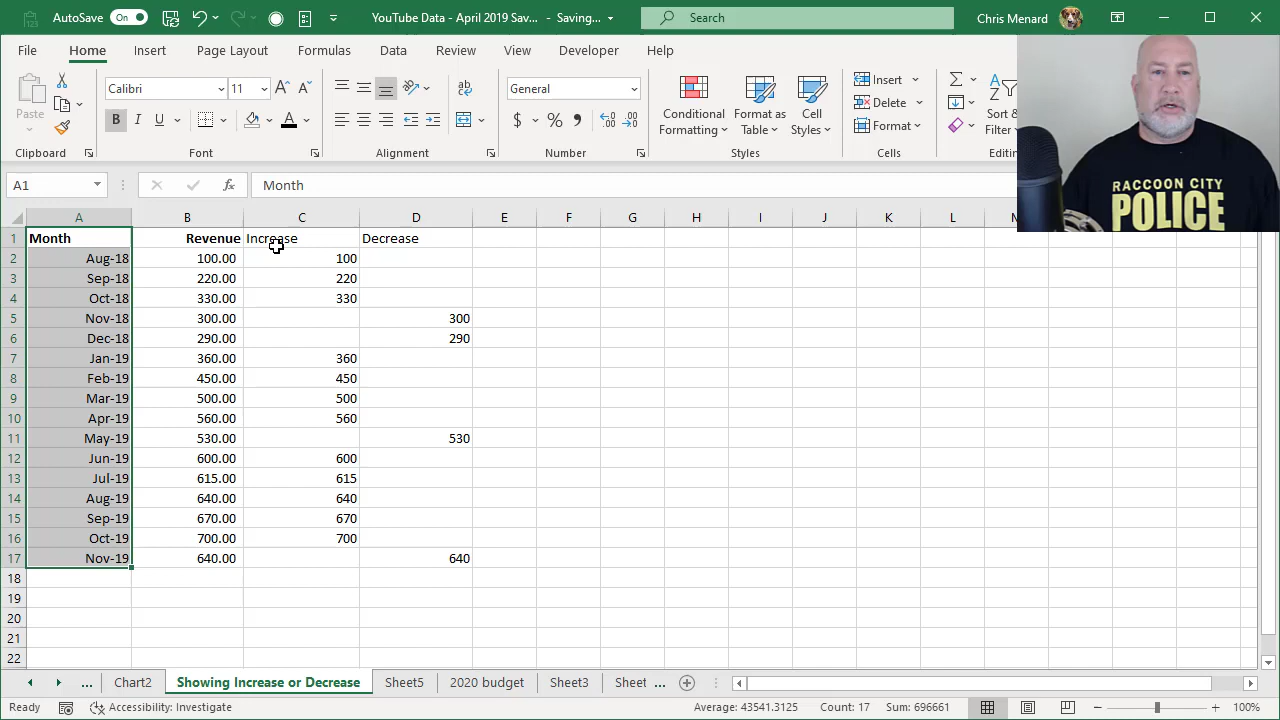 AutoSave On YouTube Data - April 2019 Sav... - Saving... Search Chris Menard
File Home Insert Page Layout Formulas Data Review View Developer Help
Paste Calibri 11 A A General Conditional Formatting Format as Table Cell Styles Insert Delete Format Sort & Filter
B I U A $ % ,
Clipboard Font Alignment Number Styles Cells Editin
A1 fx Month
A B C D E F G H I J K L
1 Month Revenue Increase Decrease
2 Aug-18 100.00 100
3 Sep-18 220.00 220
4 Oct-18 330.00 330
5 Nov-18 300.00 300
6 Dec-18 290.00 290
7 Jan-19 360.00 360
8 Feb-19 450.00 450
9 Mar-19 500.00 500
10 Apr-19 560.00 560
11 May-19 530.00 530
12 Jun-19 600.00 600
13 Jul-19 615.00 615
14 Aug-19 640.00 640
15 Sep-19 670.00 670
16 Oct-19 700.00 700
17 Nov-19 640.00 640
18
19
20
21
22
... Chart2 Showing Increase or Decrease Sheet5 2020 budget Sheet3 Sheet ...
Ready Accessibility: Investigate Average: 43541.3125 Count: 17 Sum: 696661 100%
RACCOON CITY
POLICE